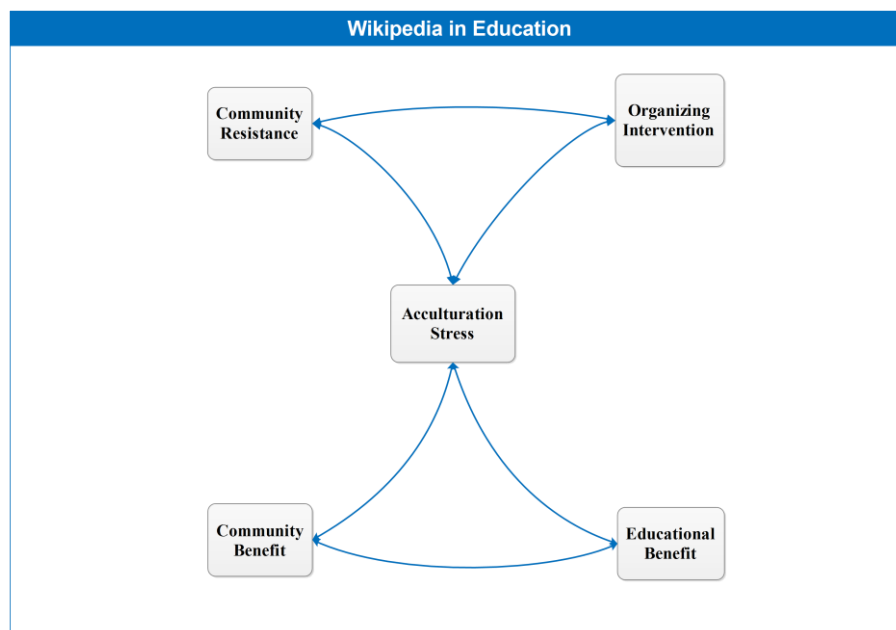 Wikipedia in Education
Community
Resistance
Organizing
Intervention
Acculturation
Stress
Community
Benefit
Educational
Benefit